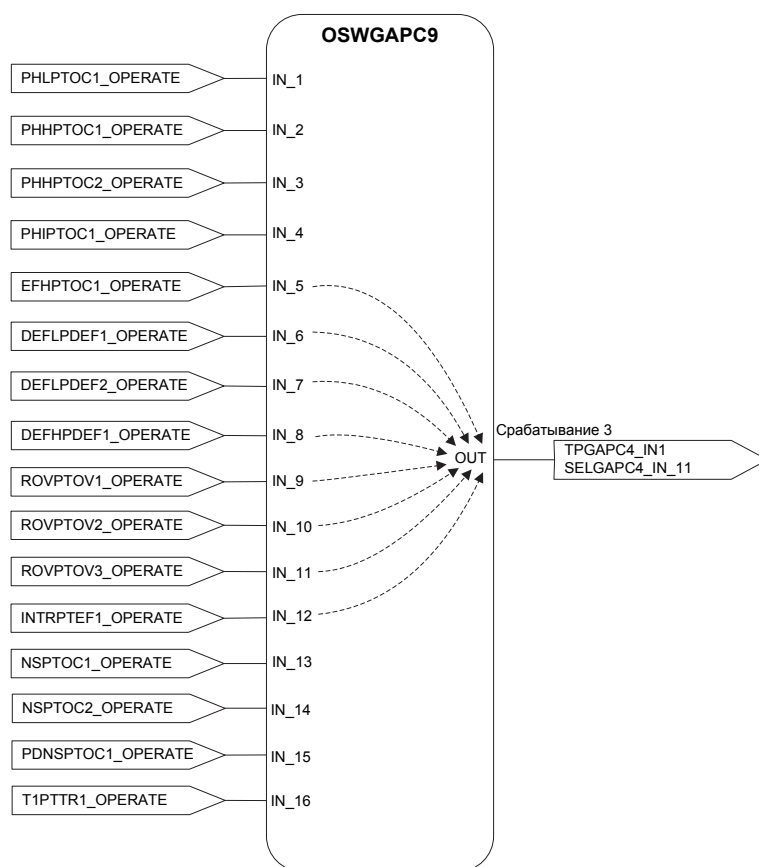 OSWGAPC9
PHLPTOC1_OPERATE IN_1
PHHPTOC1_OPERATE IN_2
PHHPTOC2_OPERATE IN_3
PHIPTOC1_OPERATE IN_4
EFHPTOC1_OPERATE IN_5
DEFLPDEF1_OPERATE IN_6
DEFLPDEF2_OPERATE IN_7
DEFHPDEF1_OPERATE IN_8
ROVPTOV1_OPERATE IN_9
ROVPTOV2_OPERATE IN_10
ROVPTOV3_OPERATE IN_11
INTRPTEF1_OPERATE IN_12
NSPTOC1_OPERATE IN_13
NSPTOC2_OPERATE IN_14
PDNSPTOC1_OPERATE IN_15
T1PTTR1_OPERATE IN_16
OUT
Срабатывание 3
TPGAPC4_IN1
SELGAPC4_IN_11